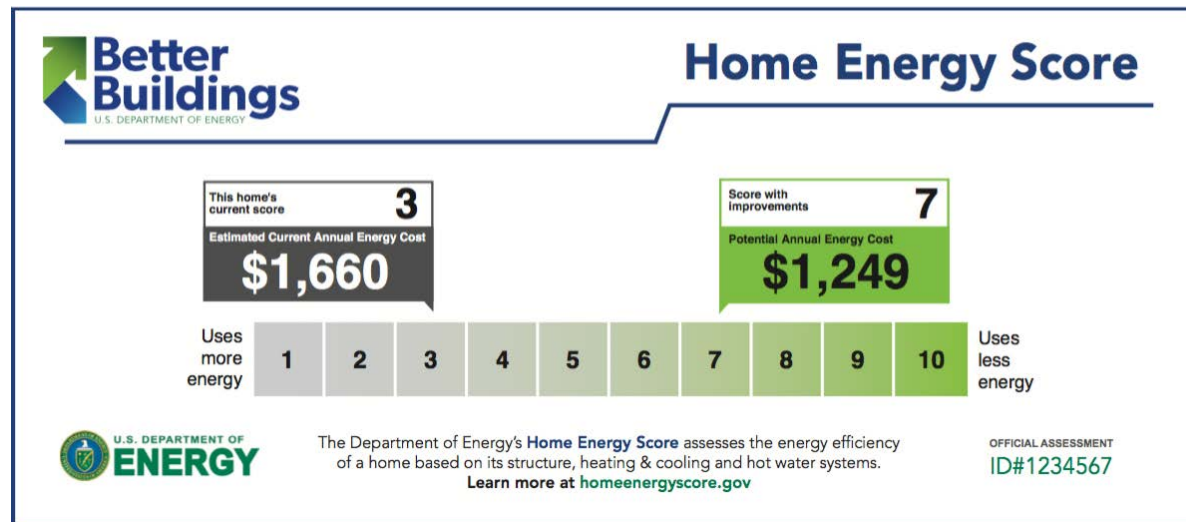 Better
Buildings
U.S. DEPARTMENT OF ENERGY
Home Energy Score
This home's
current score
3
Estimated Current Annual Energy Cost
$1,660
Score with
improvements
7
Potential Annual Energy Cost
$1,249
Uses
more
energy
1 2 3 4 5 6 7 8 9 10
Uses
less
energy
U.S. DEPARTMENT OF
ENERGY
The Department of Energy's Home Energy Score assesses the energy efficiency
of a home based on its structure, heating & cooling and hot water systems.
Learn more at homeenergyscore.gov
OFFICIAL ASSESSMENT
ID#1234567